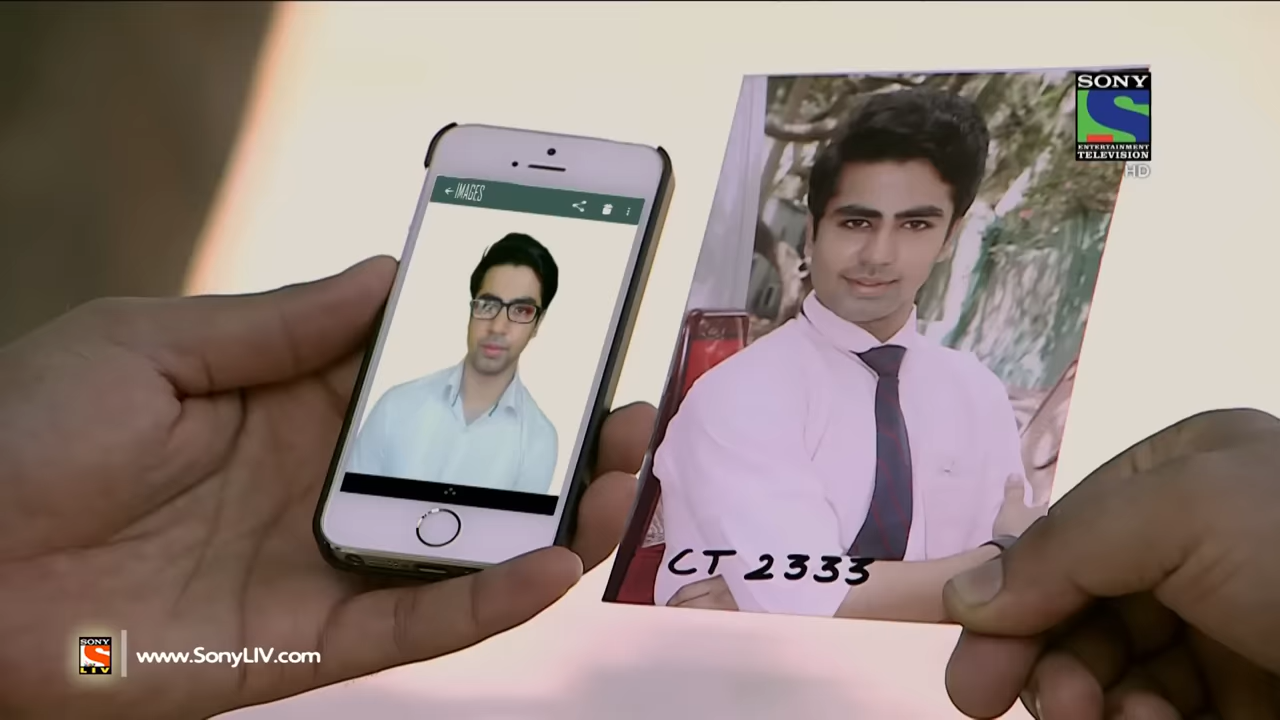 SONY
ENTERTAINMENT
TELEVISION
HD
IMAGES
CT 2333
SONY
LIV
www.SonyLIV.com